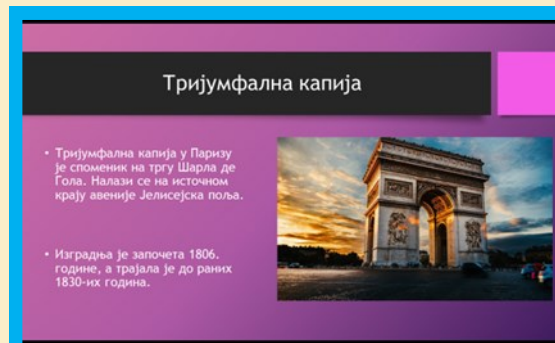 Тријумфална капија
• Тријумфална капија у Паризу
је споменик на тргу Шарла де
Гола. Налази се на источном
крају авеније Јелисејска поља.
• Изградња је започета 1806.
године, а трајала је до раних
1830-их година.